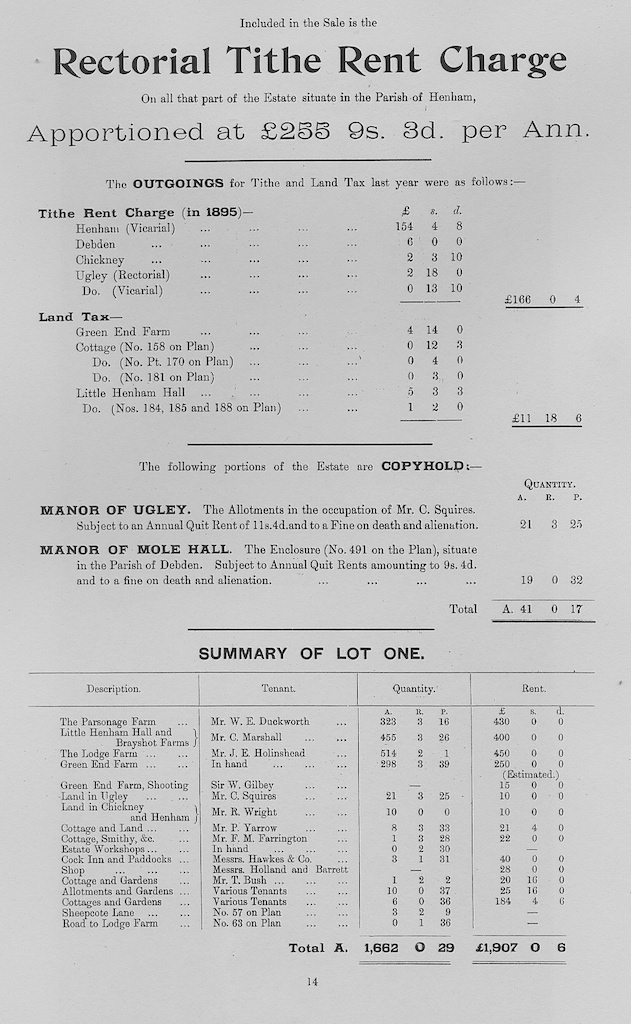 Included in the Sale is the
Rectorial Tithe Rent Charge
On all that part of the Estate situate in the Parish of Henham,
Apportioned at £255 9s. 3d. per Ann.
The OUTGOINGS for Tithe and Land Tax last year were as follows:—
Tithe Rent Charge (in 1895)— £ s. d.
Henham (Vicarial) ... ... ... ... 154 4 8
Debden ... ... ... ... 6 0 0
Chickney ... ... ... ... 2 3 10
Ugley (Rectorial) ... ... ... ... 2 18 0
Do. (Vicarial) ... ... ... ... 0 13 10
£166 0 4
Land Tax—
Green End Farm ... ... ... ... 4 14 0
Cottage (No. 158 on Plan) ... ... ... 0 12 3
Do. (No. Pt. 170 on Plan) ... ... ... 0 4 0
Do. (No. 181 on Plan) ... ... ... 0 3 0
Little Henham Hall ... ... ... ... 5 3 3
Do. (Nos. 184, 185 and 188 on Plan) ... ... 1 2 0
£11 18 6
The following portions of the Estate are COPYHOLD:—
QUANTITY.
A. R. P.
MANOR OF UGLEY. The Allotments in the occupation of Mr. C. Squires.
Subject to an Annual Quit Rent of 11s.4d.and to a Fine on death and alienation. 21 3 25
MANOR OF MOLE HALL. The Enclosure (No. 491 on the Plan), situate
in the Parish of Debden. Subject to Annual Quit Rents amounting to 9s. 4d.
and to a fine on death and alienation. ... ... ... ... 19 0 32
Total A. 41 0 17
SUMMARY OF LOT ONE.
Description. Tenant. Quantity. Rent.
A. R. P. £ s. d.
The Parsonage Farm ... Mr. W. E. Duckworth ... 323 3 16 430 0 0
Little Henham Hall and
Brayshot Farms } Mr. C. Marshall ... ... 455 3 26 400 0 0
The Lodge Farm ... ... Mr. J. E. Holinshead ... 514 2 1 450 0 0
Green End Farm ... ... In hand ... ... ... 298 3 39 250 0 0
(Estimated.)
Green End Farm, Shooting Sir W. Gilbey ... ... — 15 0 0
Land in Ugley ... ... Mr. C. Squires ... ... 21 3 25 10 0 0
Land in Chickney
and Henham } Mr. R. Wright ... ... 10 0 0 10 0 0
Cottage and Land ... ... Mr. P. Yarrow ... ... 8 3 33 21 4 0
Cottage, Smithy, &c. ... Mr. F. M. Farrington ... 1 3 28 22 0 0
Estate Workshops ... ... In hand ... ... ... 0 2 30 —
Cock Inn and Paddocks ... Messrs. Hawkes & Co. ... 3 1 31 40 0 0
Shop ... ... ... Messrs. Holland and Barrett — 28 0 0
Cottage and Gardens ... Mr. T. Bush ... ... ... 1 2 2 20 16 0
Allotments and Gardens ... Various Tenants ... ... 10 0 37 25 16 0
Cottages and Gardens ... Various Tenants ... ... 6 0 36 184 4 6
Sheepcote Lane ... ... No. 57 on Plan ... ... 3 2 9 —
Road to Lodge Farm ... No. 63 on Plan ... ... 0 1 36 —
Total A. 1,662 0 29 £1,907 0 6
14